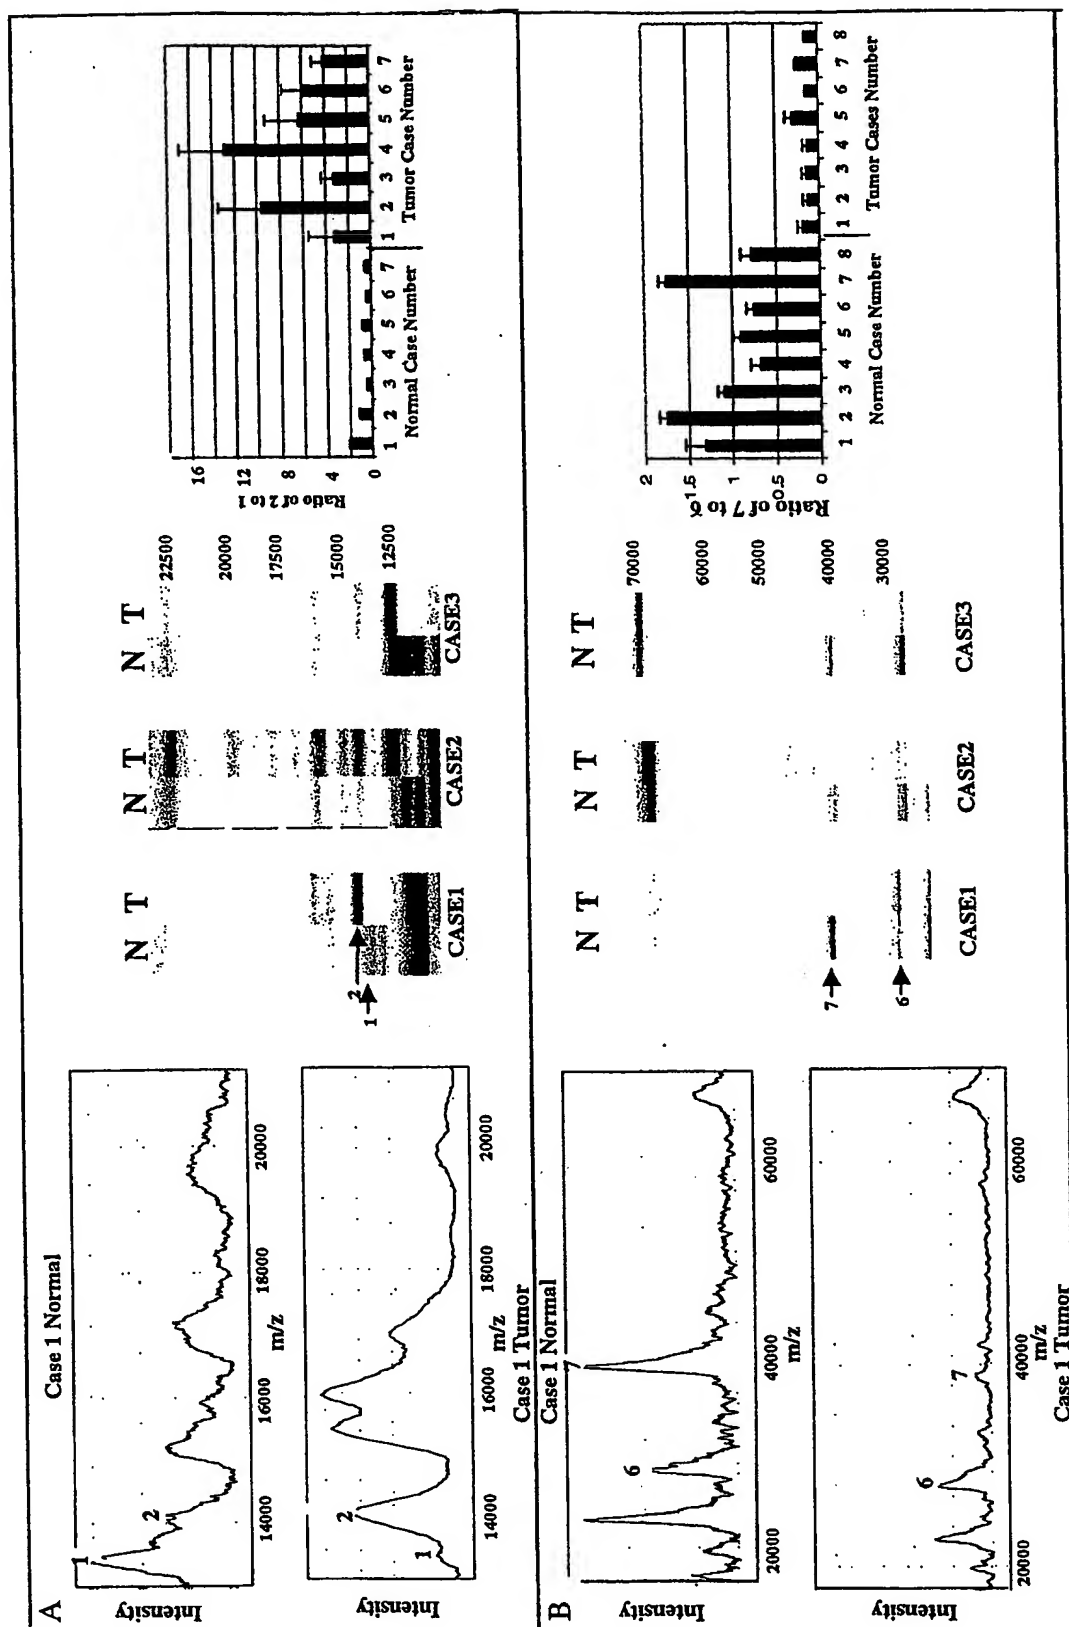 A
Case 1 Normal
Intensity
1
2
14000
16000
18000
20000
m/z
Intensity
1
2
14000
16000
18000
20000
m/z
Case 1 Tumor
N T
N T
N T
1
2
CASE1
CASE2
CASE3
22500
20000
17500
15000
12500
Ratio of 2 to 1
16
12
8
4
0
1 2 3 4 5 6 7
1 2 3 4 5 6 7
Normal Case Number
Tumor Case Number
B
Case 1 Normal
Intensity
6
7
20000
40000
60000
m/z
Intensity
6
7
20000
40000
60000
m/z
Case 1 Tumor
N T
N T
N T
7
6
CASE1
CASE2
CASE3
70000
60000
50000
40000
30000
Ratio of 7 to 6
2
1.5
1
0.5
0
1 2 3 4 5 6 7 8
1 2 3 4 5 6 7 8
Normal Case Number
Tumor Cases Number